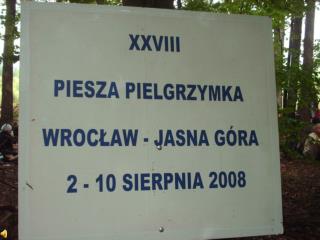 XXVIII
PIESZA PIELGRZYMKA
WROCŁAW - JASNA GÓRA
2 - 10 SIERPNIA 2008